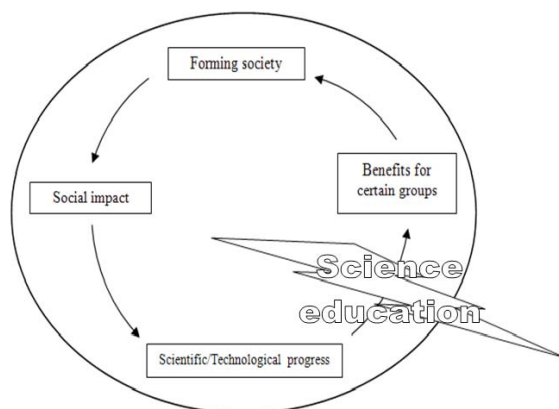 Forming society
Social impact
Benefits for
certain groups
Science
education
Scientific/Technological progress